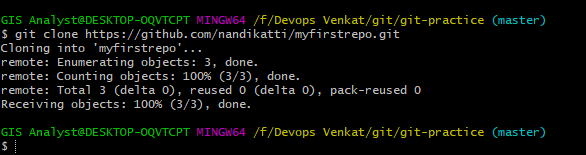 GIS Analyst@DESKTOP-OQVTCPT MINGW64 /f/Devops Venkat/git/git-practice (master)
$ git clone https://github.com/nandikatti/myfirstrepo.git
Cloning into 'myfirstrepo'...
remote: Enumerating objects: 3, done.
remote: Counting objects: 100% (3/3), done.
remote: Total 3 (delta 0), reused 0 (delta 0), pack-reused 0
Receiving objects: 100% (3/3), done.
GIS Analyst@DESKTOP-OQVTCPT MINGW64 /f/Devops Venkat/git/git-practice (master)
$